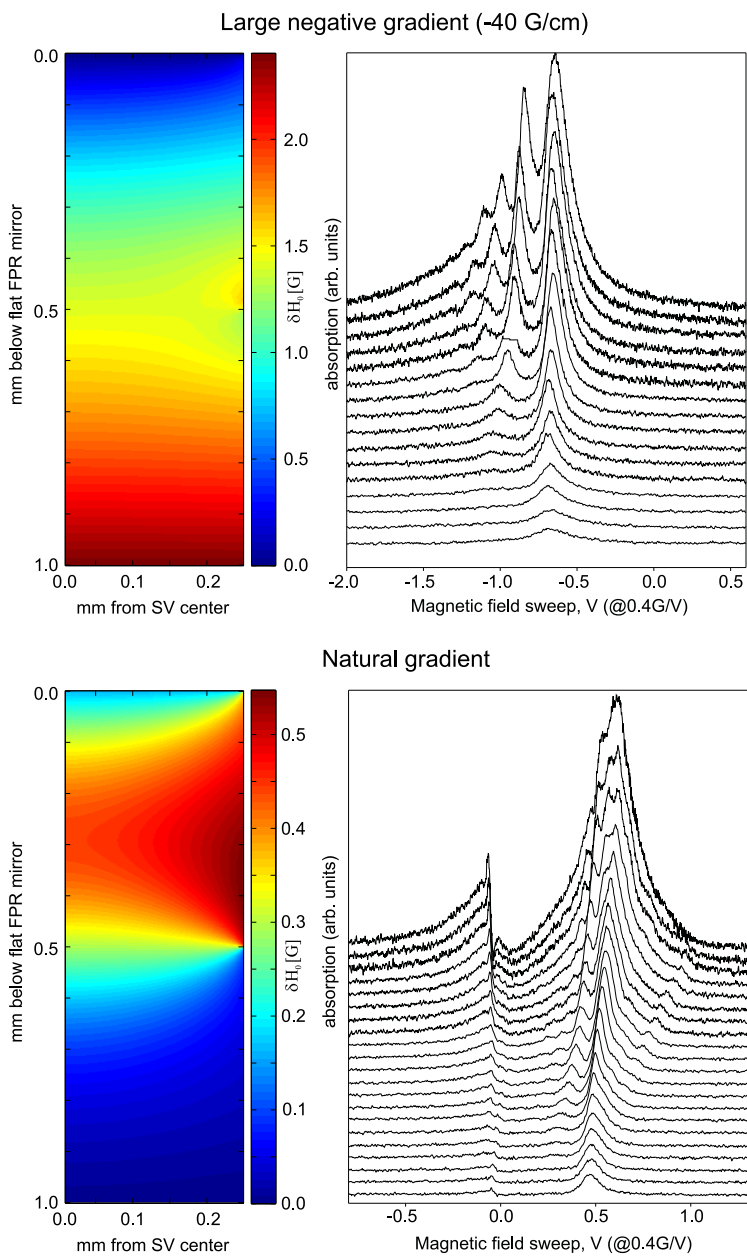 Large negative gradient (-40 G/cm)
0.0
0.5
1.0
mm below flat FPR mirror
0.0
0.2
mm from SV center
2.0
1.5
1.0
0.5
0.0
δH₀[G]
absorption (arb. units)
-2.0
-1.5
-1.0
-0.5
0.0
0.5
Magnetic field sweep, V (@0.4G/V)
Natural gradient
0.0
0.5
1.0
mm below flat FPR mirror
0.0
0.2
mm from SV center
0.5
0.4
0.3
0.2
0.1
0.0
δH₀[G]
absorption (arb. units)
-0.5
0.0
0.5
1.0
Magnetic field sweep, V (@0.4G/V)